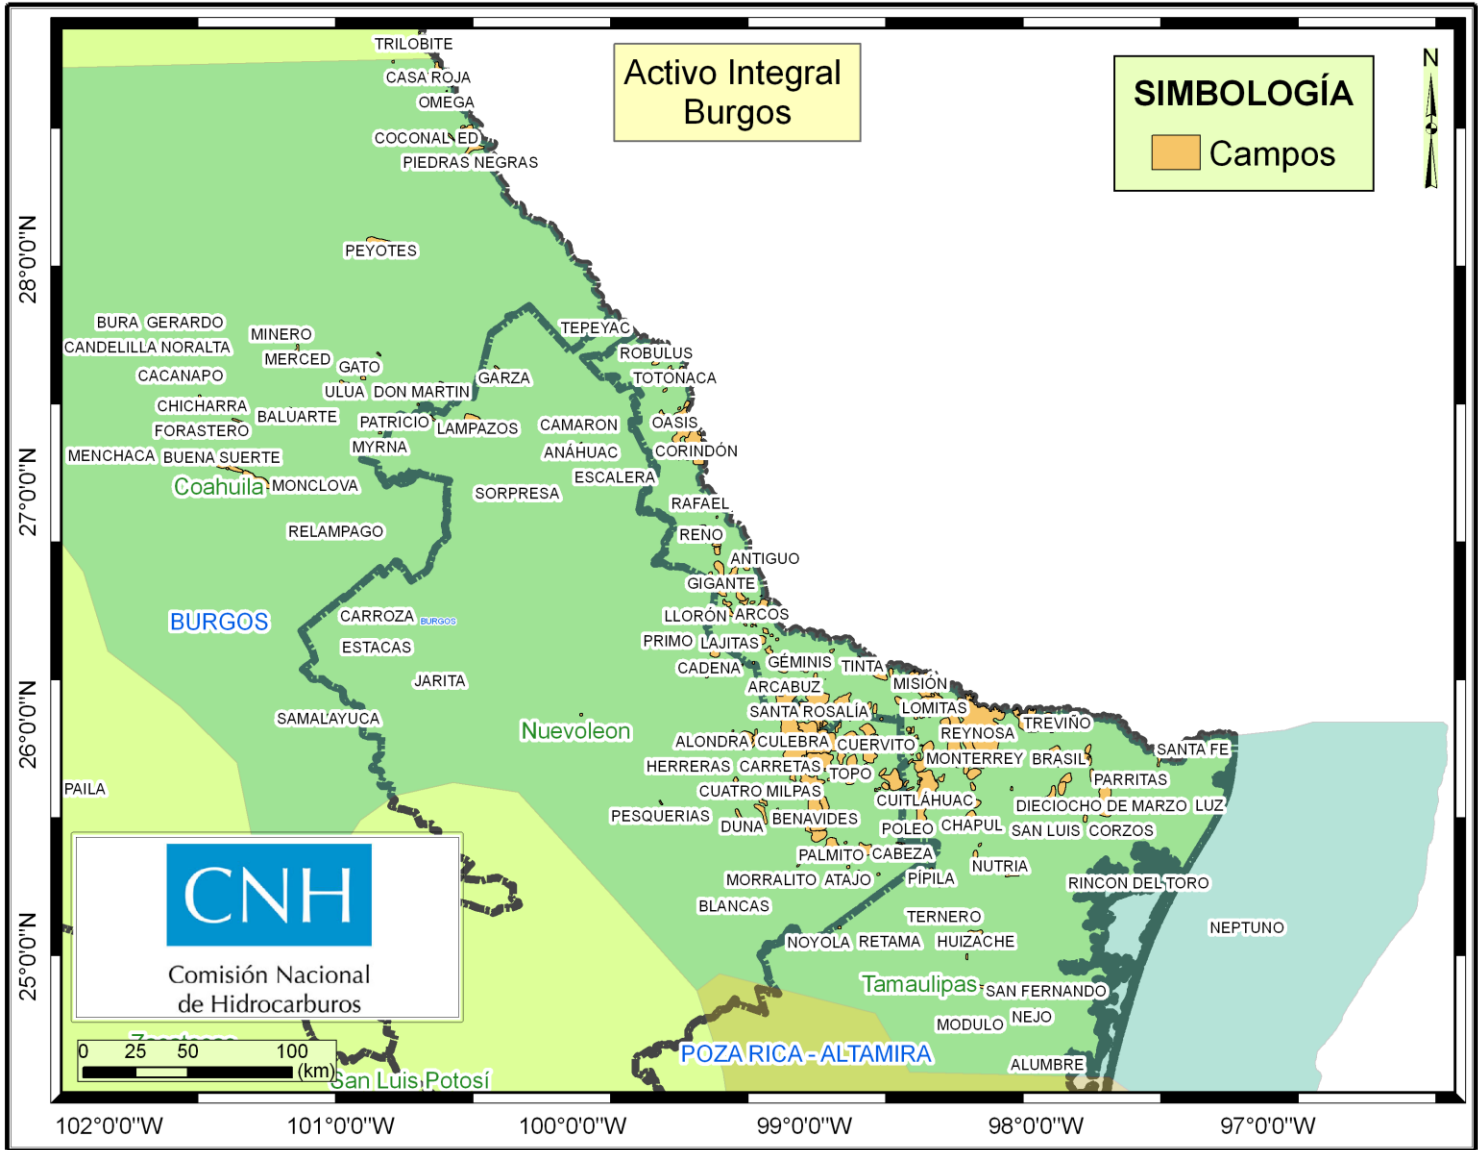 Activo Integral
Burgos
SIMBOLOGÍA
Campos
N
TRILOBITE
CASA ROJA
OMEGA
COCONAL ED
PIEDRAS NEGRAS
PEYOTES
BURA GERARDO
MINERO
TEPEYAC
CANDELILLA NORALTA
MERCED
ROBULUS
CACANAPO
GATO
GARZA
TOTONACA
ULUA DON MARTIN
CHICHARRA
BALUARTE
PATRICIO
LAMPAZOS
CAMARON
OASIS
FORASTERO
MYRNA
ANÁHUAC
CORINDÓN
MENCHACA BUENA SUERTE
ESCALERA
Coahuila
MONCLOVA
SORPRESA
RAFAEL
RELAMPAGO
RENO
ANTIGUO
GIGANTE
BURGOS
CARROZA
BURGOS
LLORÓN ARCOS
ESTACAS
PRIMO LAJITAS
CADENA
GÉMINIS
TINTA
JARITA
ARCABUZ
MISIÓN
SAMALAYUCA
SANTA ROSALÍA
LOMITAS
Nuevoleon
REYNOSA
TREVIÑO
ALONDRA CULEBRA
CUERVITO
SANTA FE
HERRERAS CARRETAS
TOPO
MONTERREY BRASIL
PARRITAS
PAILA
CUATRO MILPAS
CUITLÁHUAC
DIECIOCHO DE MARZO LUZ
PESQUERIAS
DUNA
BENAVIDES
POLEO
CHAPUL
SAN LUIS CORZOS
PALMITO CABEZA
NUTRIA
MORRALITO ATAJO
PÍPILA
RINCON DEL TORO
BLANCAS
TERNERO
NEPTUNO
NOYOLA RETAMA HUIZACHE
Tamaulipas
SAN FERNANDO
MODULO
NEJO
POZA RICA - ALTAMIRA
ALUMBRE
San Luis Potosí
CNH
Comisión Nacional
de Hidrocarburos
0 25 50 100
(km)
28°0'0"N
27°0'0"N
26°0'0"N
25°0'0"N
102°0'0"W 101°0'0"W 100°0'0"W 99°0'0"W 98°0'0"W 97°0'0"W